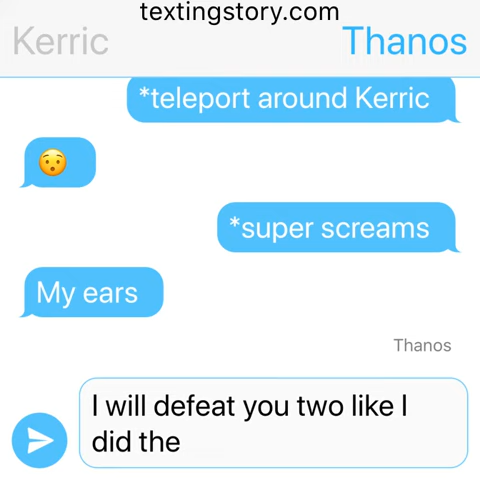 textingstory.com
Kerric Thanos
*teleport around Kerric
😯
*super screams
My ears
Thanos
I will defeat you two like I
did the